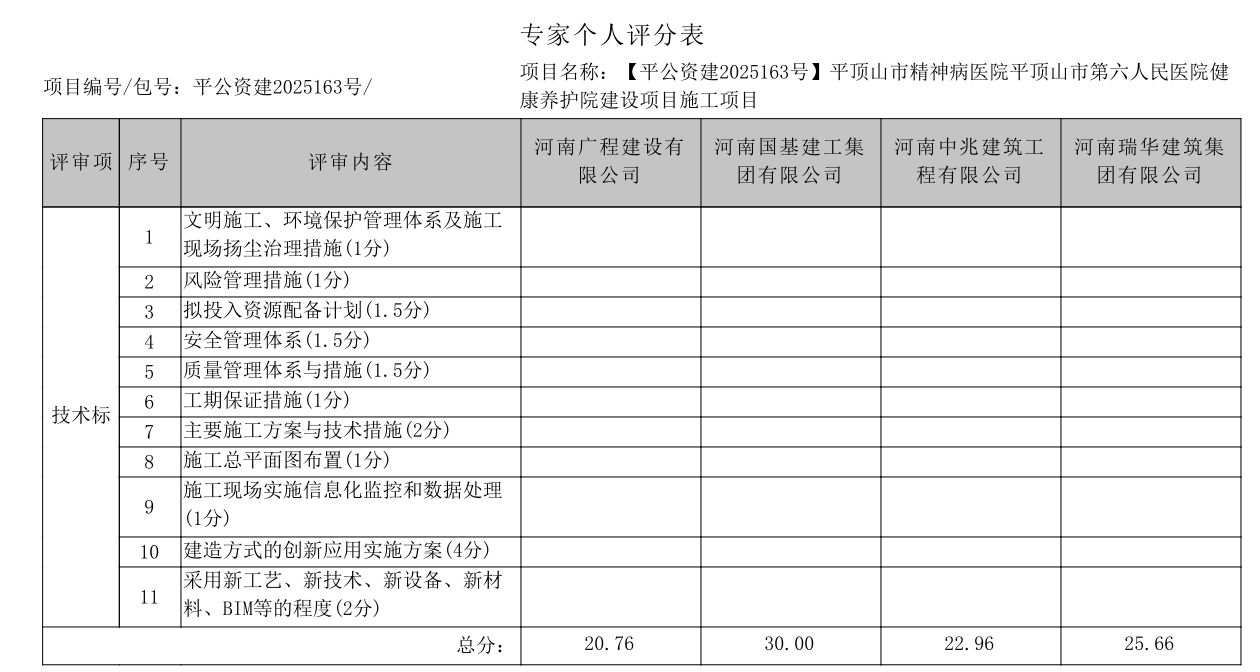 专家个人评分表
项目编号/包号：平公资建2025163号/
项目名称：【平公资建2025163号】平顶山市精神病医院平顶山市第六人民医院健
康养护院建设项目施工项目
评审项 序号 评审内容 河南广程建设有 河南国基建工集 河南中兆建筑工 河南瑞华建筑集
限公司 团有限公司 程有限公司 团有限公司
技术标
1 文明施工、环境保护管理体系及施工
现场扬尘治理措施(1分)
2 风险管理措施(1分)
3 拟投入资源配备计划(1.5分)
4 安全管理体系(1.5分)
5 质量管理体系与措施(1.5分)
6 工期保证措施(1分)
7 主要施工方案与技术措施(2分)
8 施工总平面图布置(1分)
9 施工现场实施信息化监控和数据处理
(1分)
10 建造方式的创新应用实施方案(4分)
11 采用新工艺、新技术、新设备、新材
料、BIM等的程度(2分)
总分： 20.76 30.00 22.96 25.66